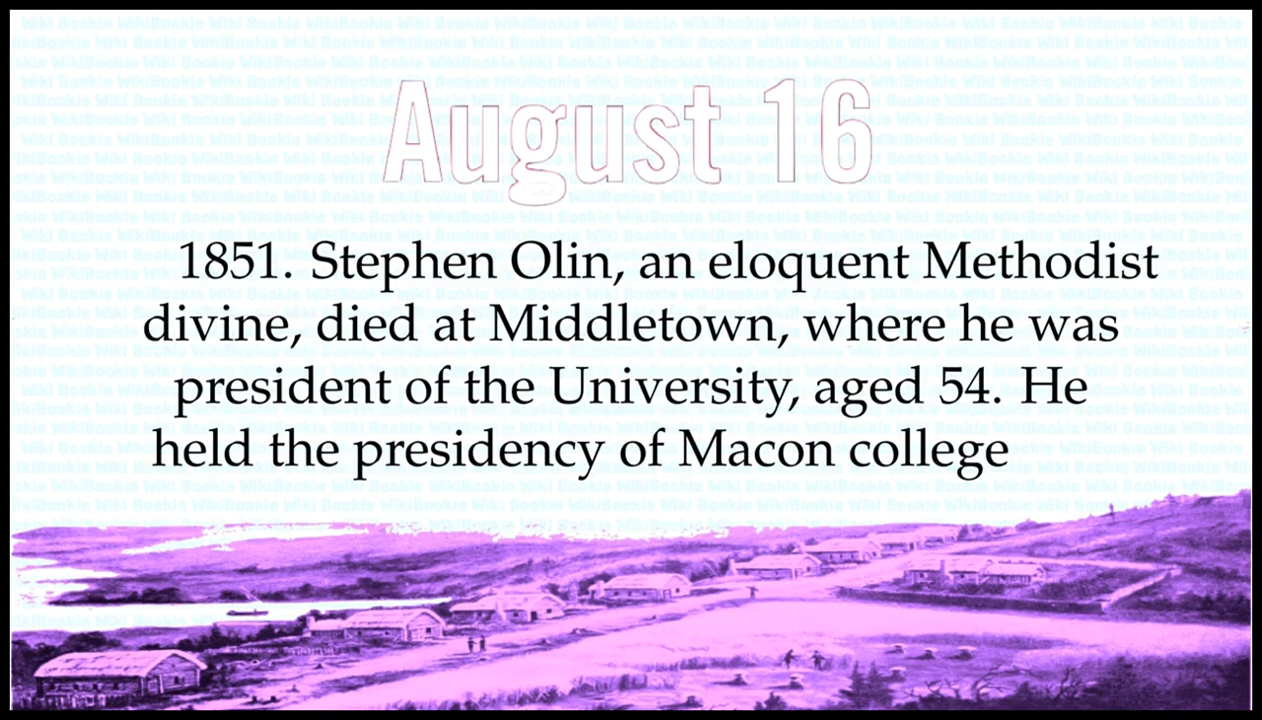 August 16
1851. Stephen Olin, an eloquent Methodist
divine, died at Middletown, where he was
president of the University, aged 54. He
held the presidency of Macon college